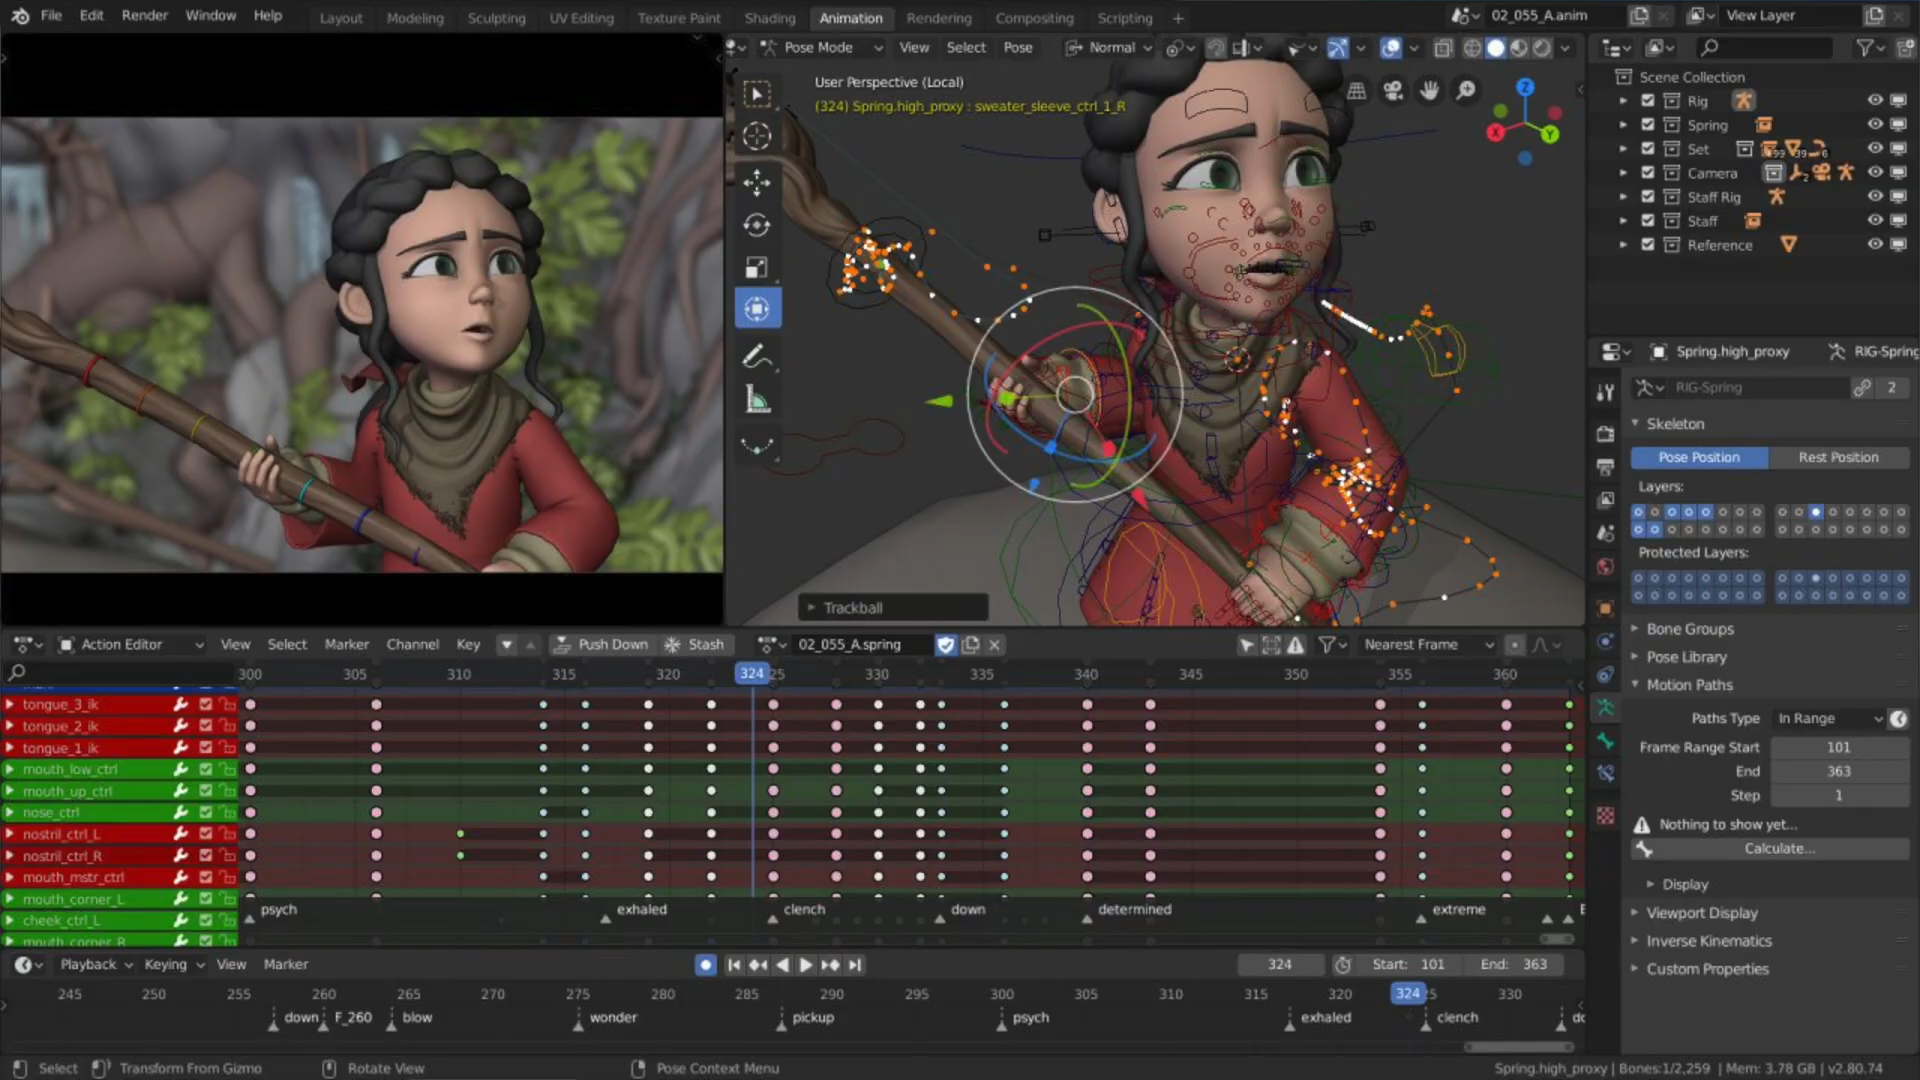 File Edit Render Window Help
Layout Modeling Sculpting UV Editing Texture Paint Shading Animation Rendering Compositing Scripting +
02_055_A.anim
View Layer
Pose Mode View Select Pose Normal
User Perspective (Local)
(324) Spring.high_proxy : sweater_sleeve_ctrl_1_R
Z
X
Y
Trackball
Scene Collection
Rig
Spring
Set 99 39 6
Camera 2
Staff Rig
Staff
Reference
Spring.high_proxy RIG-Spring
RIG-Spring 2
Skeleton
Pose Position Rest Position
Layers:
Protected Layers:
Bone Groups
Pose Library
Motion Paths
Paths Type In Range
Frame Range Start 101
End 363
Step 1
Nothing to show yet...
Calculate...
Display
Viewport Display
Inverse Kinematics
Custom Properties
Action Editor View Select Marker Channel Key Push Down Stash 02_055_A.spring Nearest Frame
300 305 310 315 320 324 25 330 335 340 345 350 355 360
tongue_3_ik
tongue_2_ik
tongue_1_ik
mouth_low_ctrl
mouth_up_ctrl
nose_ctrl
nostril_ctrl_L
nostril_ctrl_R
mouth_mstr_ctrl
mouth_corner_L
cheek_ctrl_L
mouth_corner_R
psych exhaled clench down determined extreme E
Playback Keying View Marker 324 Start: 101 End: 363
245 250 255 260 265 270 275 280 285 290 295 300 305 310 315 320 324 25 330
down F_260 blow wonder pickup psych exhaled clench do
Select Transform From Gizmo Rotate View Pose Context Menu
Spring.high_proxy | Bones:1/2,259 | Mem: 3.78 GB | v2.80.74